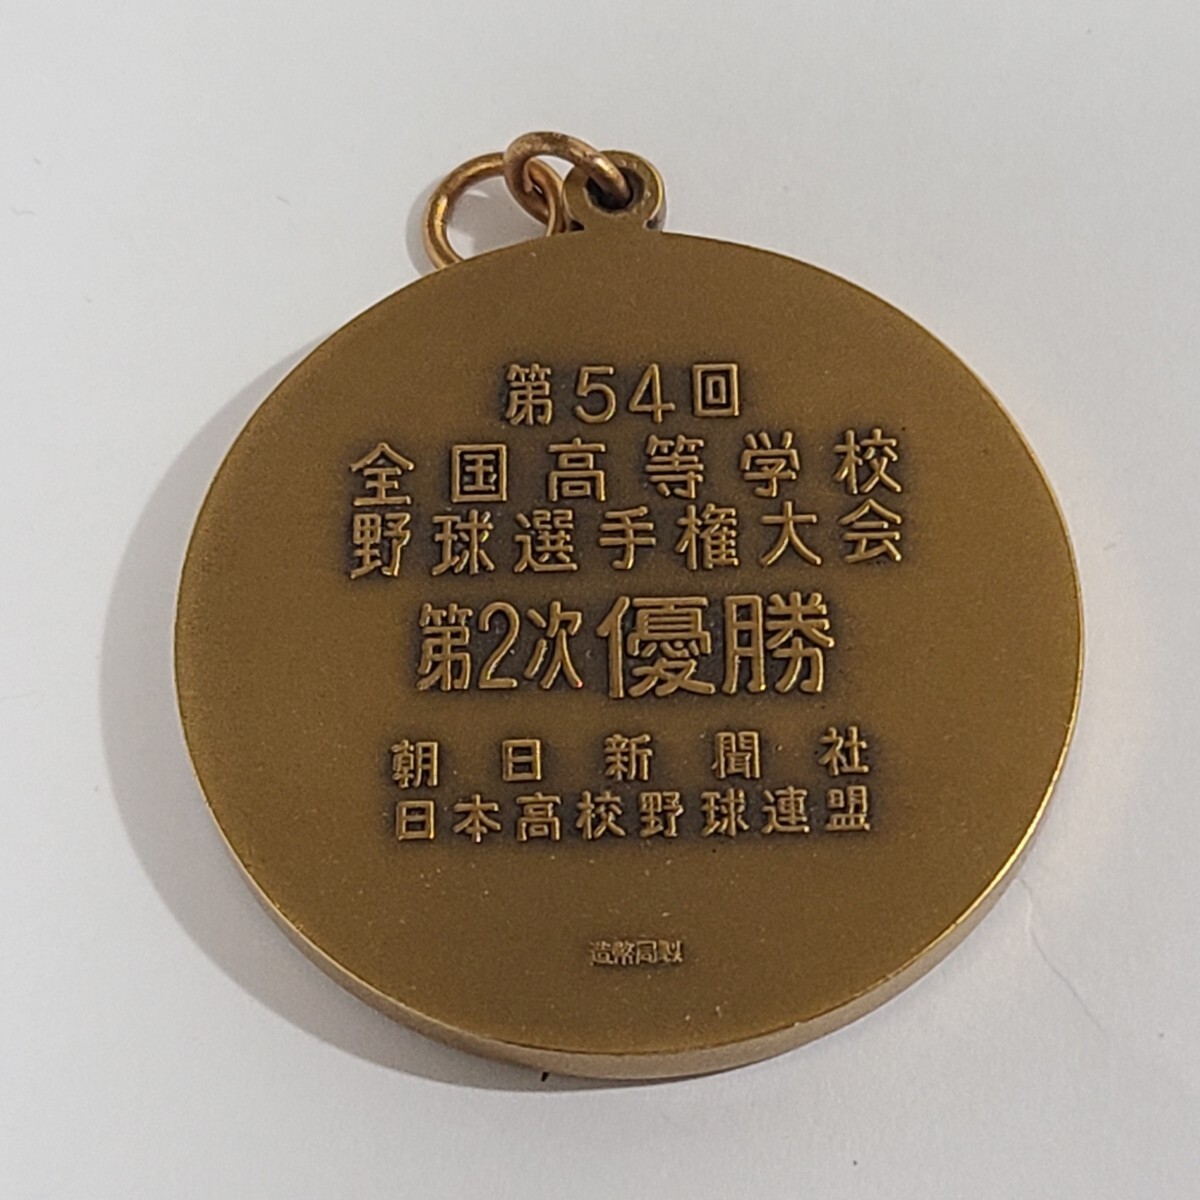 第54回
全国高等学校
野球選手権大会
第2次優勝
朝日新聞社
日本高校野球連盟
造幣局製